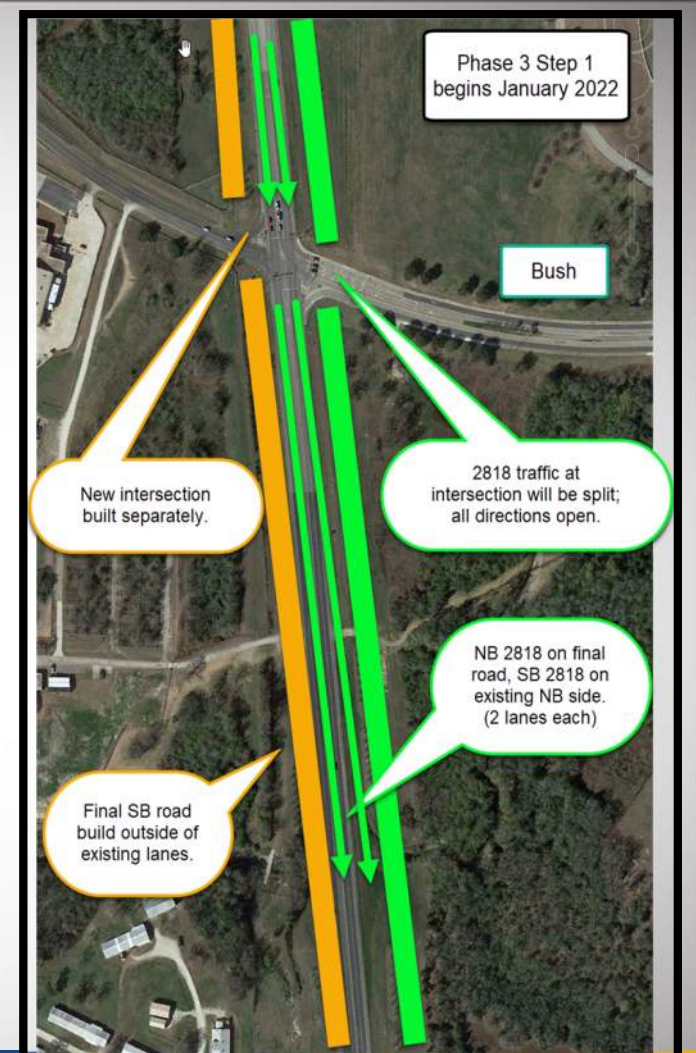 Phase 3 Step 1
begins January 2022
Bush
New intersection
built separately.
2818 traffic at
intersection will be split;
all directions open.
NB 2818 on final
road, SB 2818 on
existing NB side.
(2 lanes each)
Final SB road
build outside of
existing lanes.